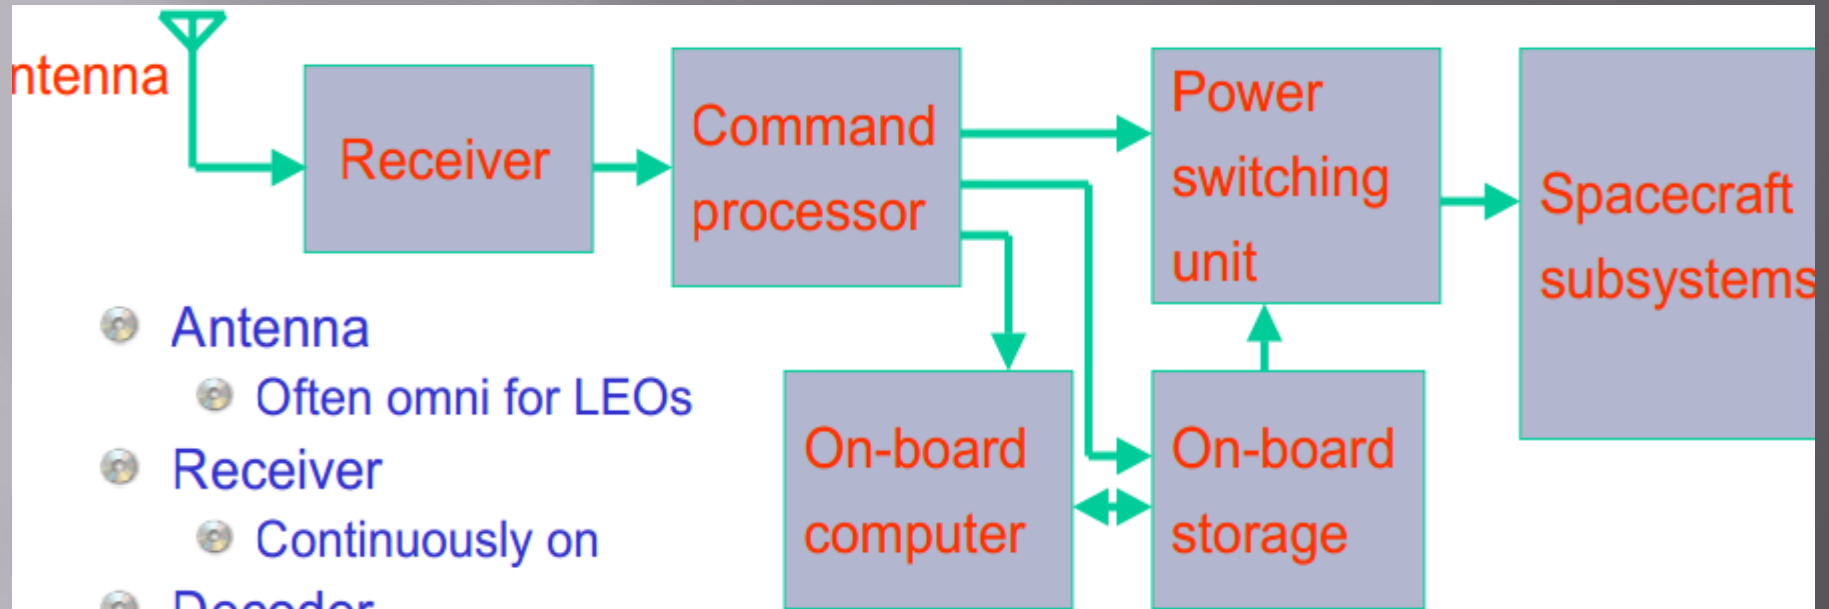 ntenna
Receiver
Command
processor
Power
switching
unit
Spacecraft
subsystems
Antenna
Often omni for LEOs
Receiver
Continuously on
On-board
computer
On-board
storage
Decoder